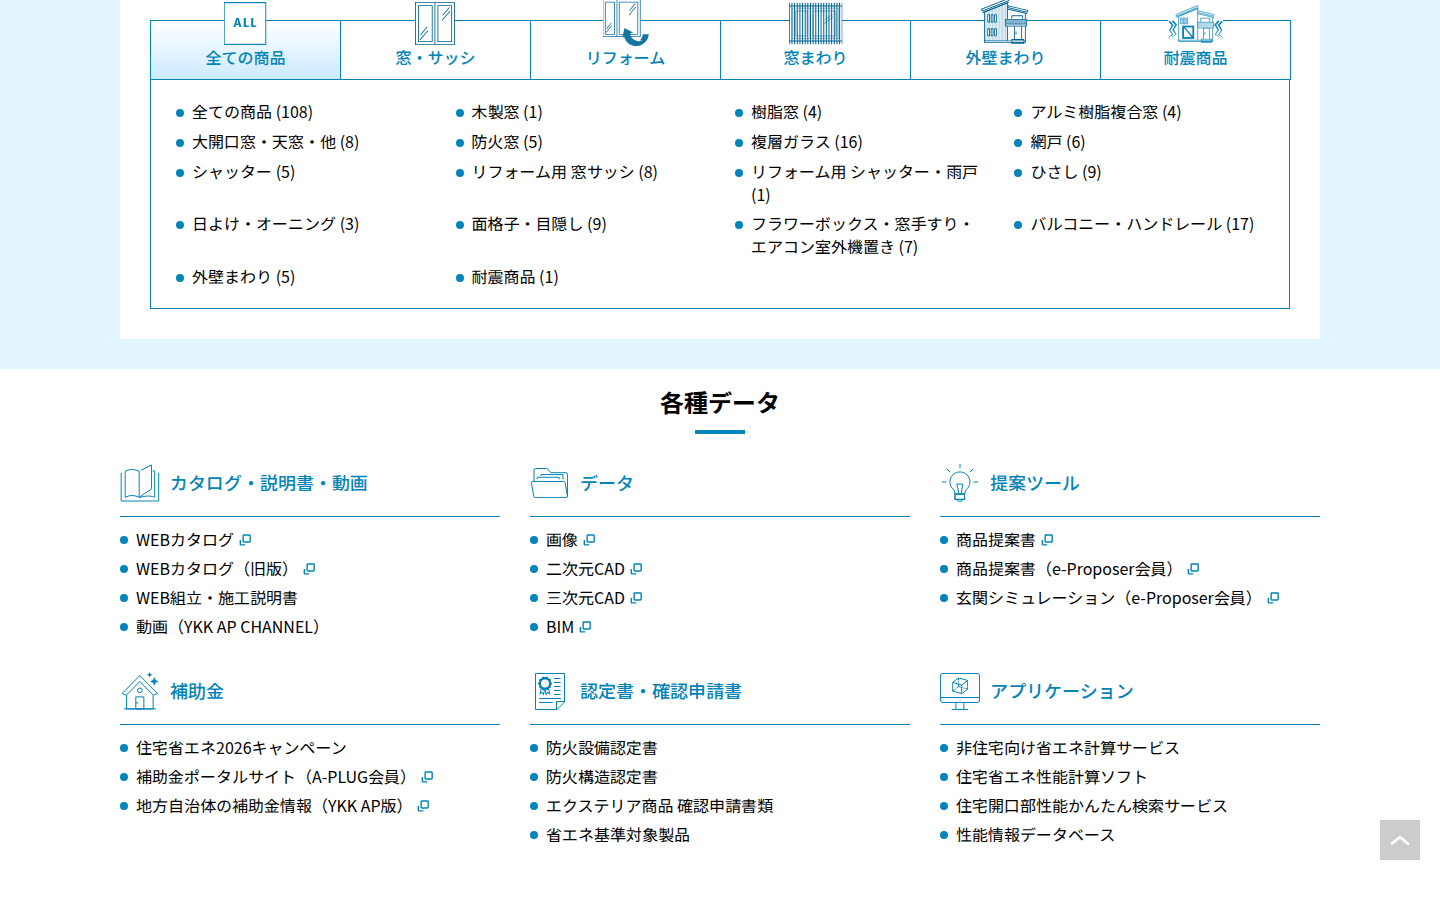 ALL
全ての商品
窓・サッシ
リフォーム
窓まわり
外壁まわり
耐震商品
全ての商品 (108)
木製窓 (1)
樹脂窓 (4)
アルミ樹脂複合窓 (4)
大開口窓・天窓・他 (8)
防火窓 (5)
複層ガラス (16)
網戸 (6)
シャッター (5)
リフォーム用 窓サッシ (8)
リフォーム用 シャッター・雨戸
(1)
ひさし (9)
日よけ・オーニング (3)
面格子・目隠し (9)
フラワーボックス・窓手すり・
エアコン室外機置き (7)
バルコニー・ハンドレール (17)
外壁まわり (5)
耐震商品 (1)
各種データ
カタログ・説明書・動画
WEBカタログ
WEBカタログ（旧版）
WEB組立・施工説明書
動画（YKK AP CHANNEL）
データ
画像
二次元CAD
三次元CAD
BIM
提案ツール
商品提案書
商品提案書（e-Proposer会員）
玄関シミュレーション（e-Proposer会員）
補助金
住宅省エネ2026キャンペーン
補助金ポータルサイト（A-PLUG会員）
地方自治体の補助金情報（YKK AP版）
認定書・確認申請書
防火設備認定書
防火構造認定書
エクステリア商品 確認申請書類
省エネ基準対象製品
アプリケーション
非住宅向け省エネ計算サービス
住宅省エネ性能計算ソフト
住宅開口部性能かんたん検索サービス
性能情報データベース